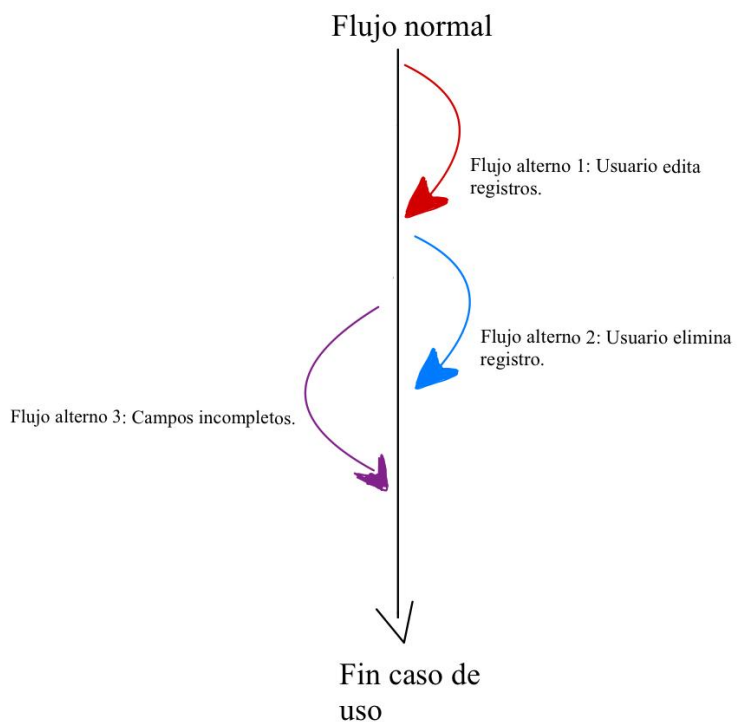 Flujo normal
Flujo alterno 1: Usuario edita
registros.
Flujo alterno 2: Usuario elimina
registro.
Flujo alterno 3: Campos incompletos.
Fin caso de
uso